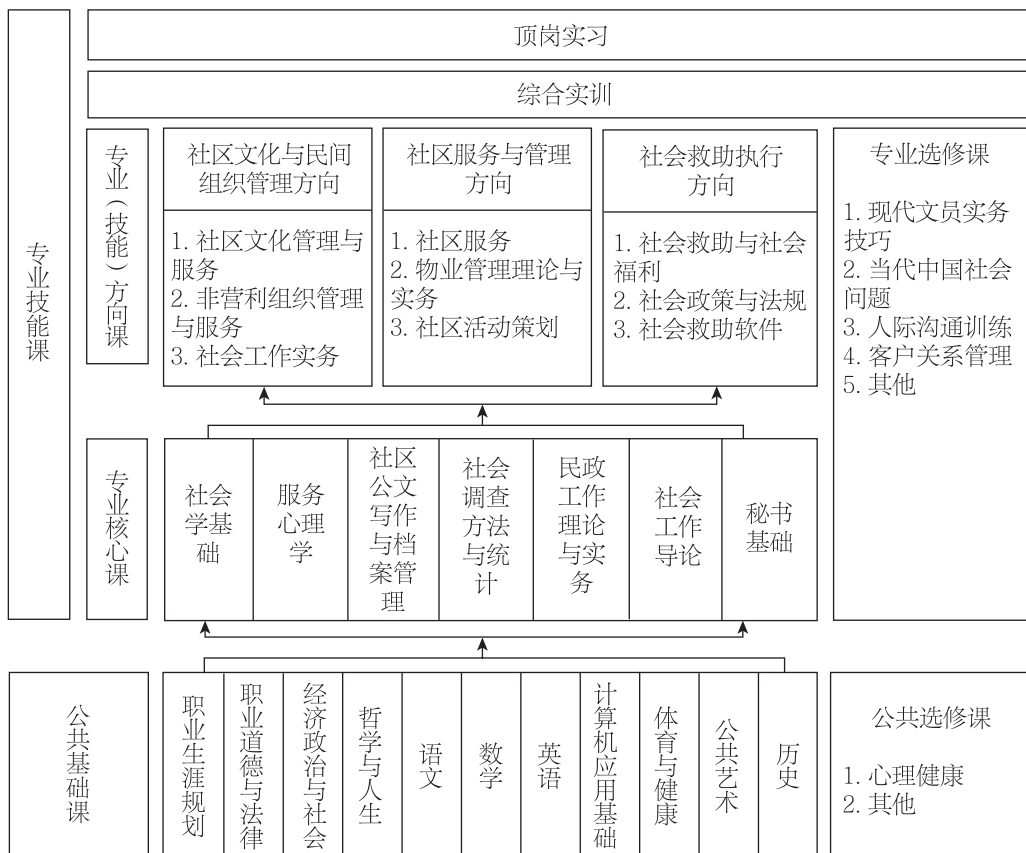 顶岗实习
综合实训
专业技能课
专业（技能）方向课
社区文化与民间
组织管理方向
1. 社区文化管理与
服务
2. 非营利组织管理
与服务
3. 社会工作实务
社区服务与管理
方向
1. 社区服务
2. 物业管理理论与
实务
3. 社区活动策划
社会救助执行
方向
1. 社会救助与社会
福利
2. 社会政策与法规
3. 社会救助软件
专业选修课
1. 现代文员实务
技巧
2. 当代中国社会
问题
3. 人际沟通训练
4. 客户关系管理
5. 其他
专业核心课
社会
学基
础
服务
心理
学
社区
公文
写作
与档
案管
理
社会
调查
方法
与统
计
民政
工作
理论
与实
务
社会
工作
导论
秘书
基础
公共基础课
职业生涯规划
职业道德与法律
经济政治与社会
哲学与人生
语文
数学
英语
计算机应用基础
体育与健康
公共艺术
历史
公共选修课
1. 心理健康
2. 其他